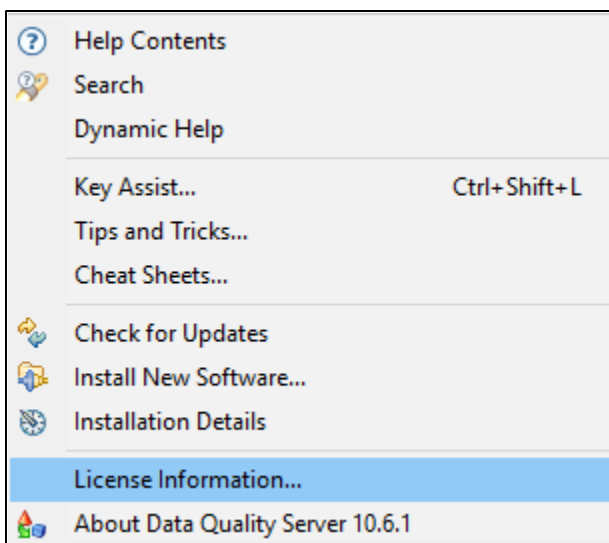 Help Contents
Search
Dynamic Help
Key Assist... Ctrl+Shift+L
Tips and Tricks...
Cheat Sheets...
Check for Updates
Install New Software...
Installation Details
License Information...
About Data Quality Server 10.6.1